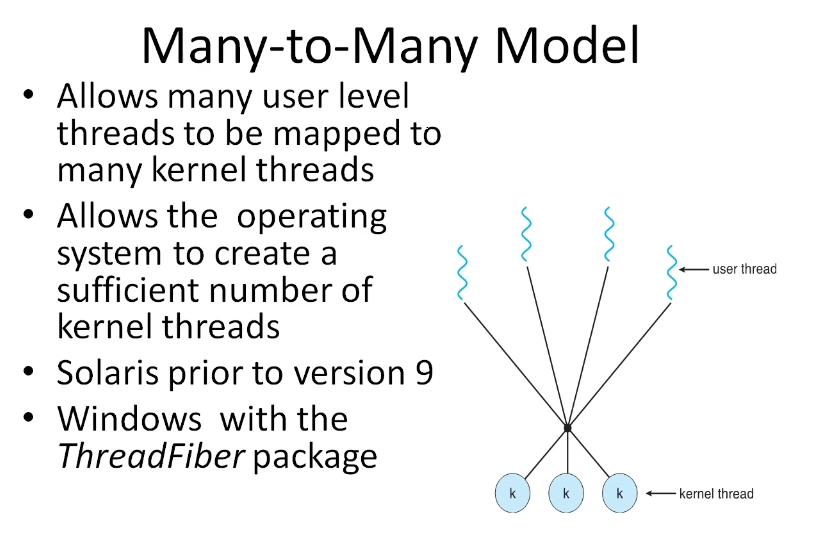 Many-to-Many Model
• Allows many user level
threads to be mapped to
many kernel threads
• Allows the  operating
system to create a
sufficient number of
kernel threads
• Solaris prior to version 9
• Windows  with the
ThreadFiber package
user thread
k k k
kernel thread